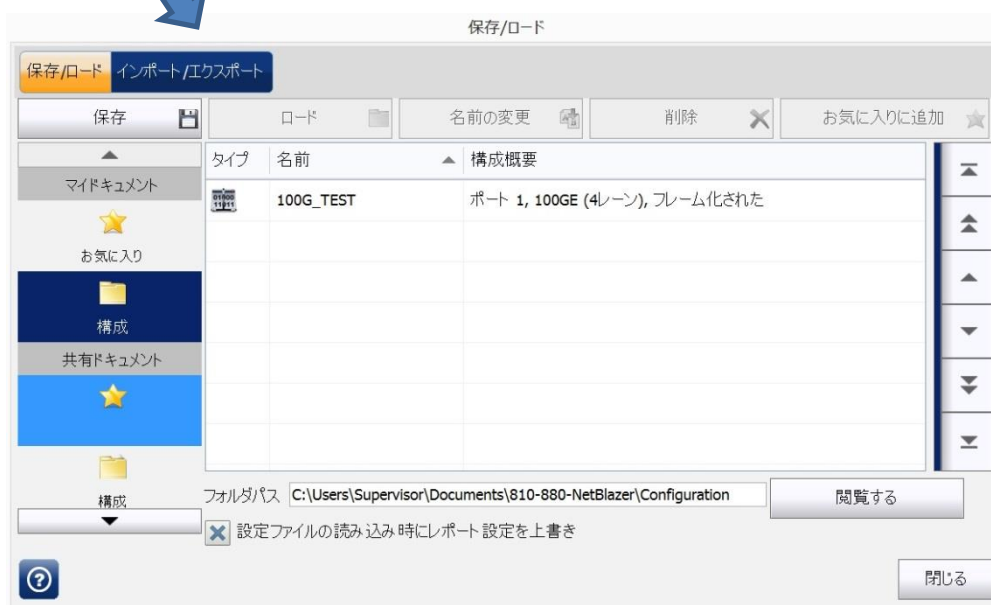 保存/ロード
保存/ロード インポート/エクスポート
保存 ロード 名前の変更 削除 お気に入りに追加
マイドキュメント
お気に入り
構成
共有ドキュメント
構成
タイプ 名前 構成概要
01100
11011
100G_TEST ポート 1, 100GE (4レーン), フレーム化された
フォルダパス C:\Users\Supervisor\Documents\810-880-NetBlazer\Configuration 閲覧する
設定ファイルの読み込み時にレポート設定を上書き
閉じる